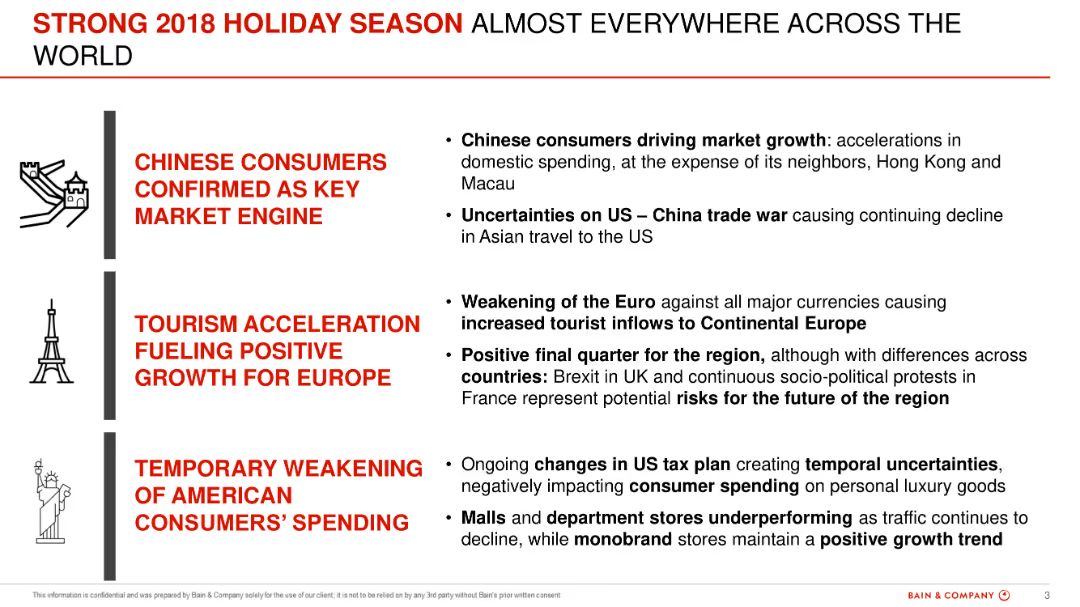 STRONG 2018 HOLIDAY SEASON ALMOST EVERYWHERE ACROSS THE
WORLD
CHINESE CONSUMERS
CONFIRMED AS KEY
MARKET ENGINE
• Chinese consumers driving market growth: accelerations in
domestic spending, at the expense of its neighbors, Hong Kong and
Macau
• Uncertainties on US – China trade war causing continuing decline
in Asian travel to the US
TOURISM ACCELERATION
FUELING POSITIVE
GROWTH FOR EUROPE
• Weakening of the Euro against all major currencies causing
increased tourist inflows to Continental Europe
• Positive final quarter for the region, although with differences across
countries: Brexit in UK and continuous socio-political protests in
France represent potential risks for the future of the region
TEMPORARY WEAKENING
OF AMERICAN
CONSUMERS’ SPENDING
• Ongoing changes in US tax plan creating temporal uncertainties,
negatively impacting consumer spending on personal luxury goods
• Malls and department stores underperforming as traffic continues to
decline, while monobrand stores maintain a positive growth trend
This information is confidential and was prepared by Bain & Company solely for the use of our client; it is not to be relied on by any 3rd party without Bain's prior written consent
BAIN & COMPANY
3